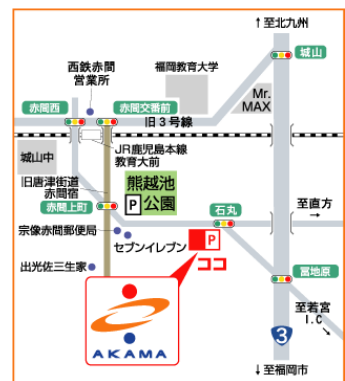 ↑至北九州
城山
西鉄赤間
営業所
福岡教育大学
Mr.
MAX
赤間西
赤間交番前
旧3号線
JR鹿児島本線
教育大前
城山中
旧唐津街道
赤間宿
熊越池
P公園
赤間上町
石丸
至直方
→
宗像赤間郵便局
セブンイレブン
P
ココ
出光佐三生家
冨地原
至若宮
I.C
↘
AKAMA
3
↓至福岡市